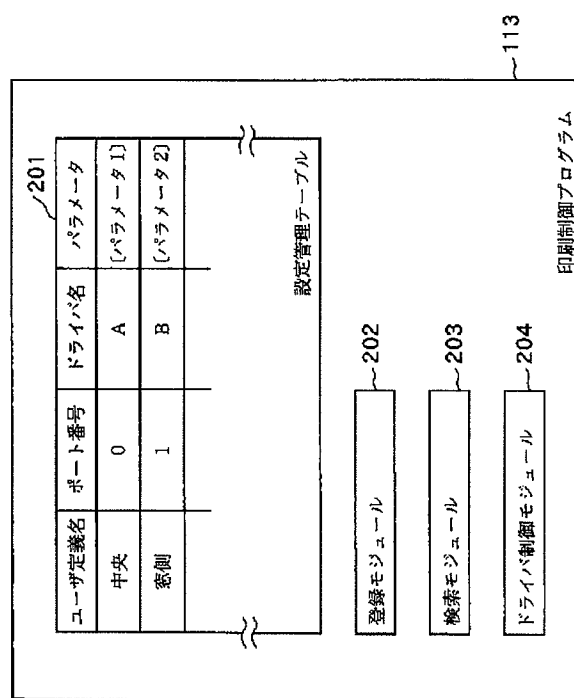 201
ユーザ定義名 ポート番号 ドライバ名 パラメータ
中央 0 A [パラメータ1]
窓側 1 B [パラメータ2]
設定管理テーブル
登録モジュール 202
検索モジュール 203
ドライバ制御モジュール 204
印刷制御プログラム
113